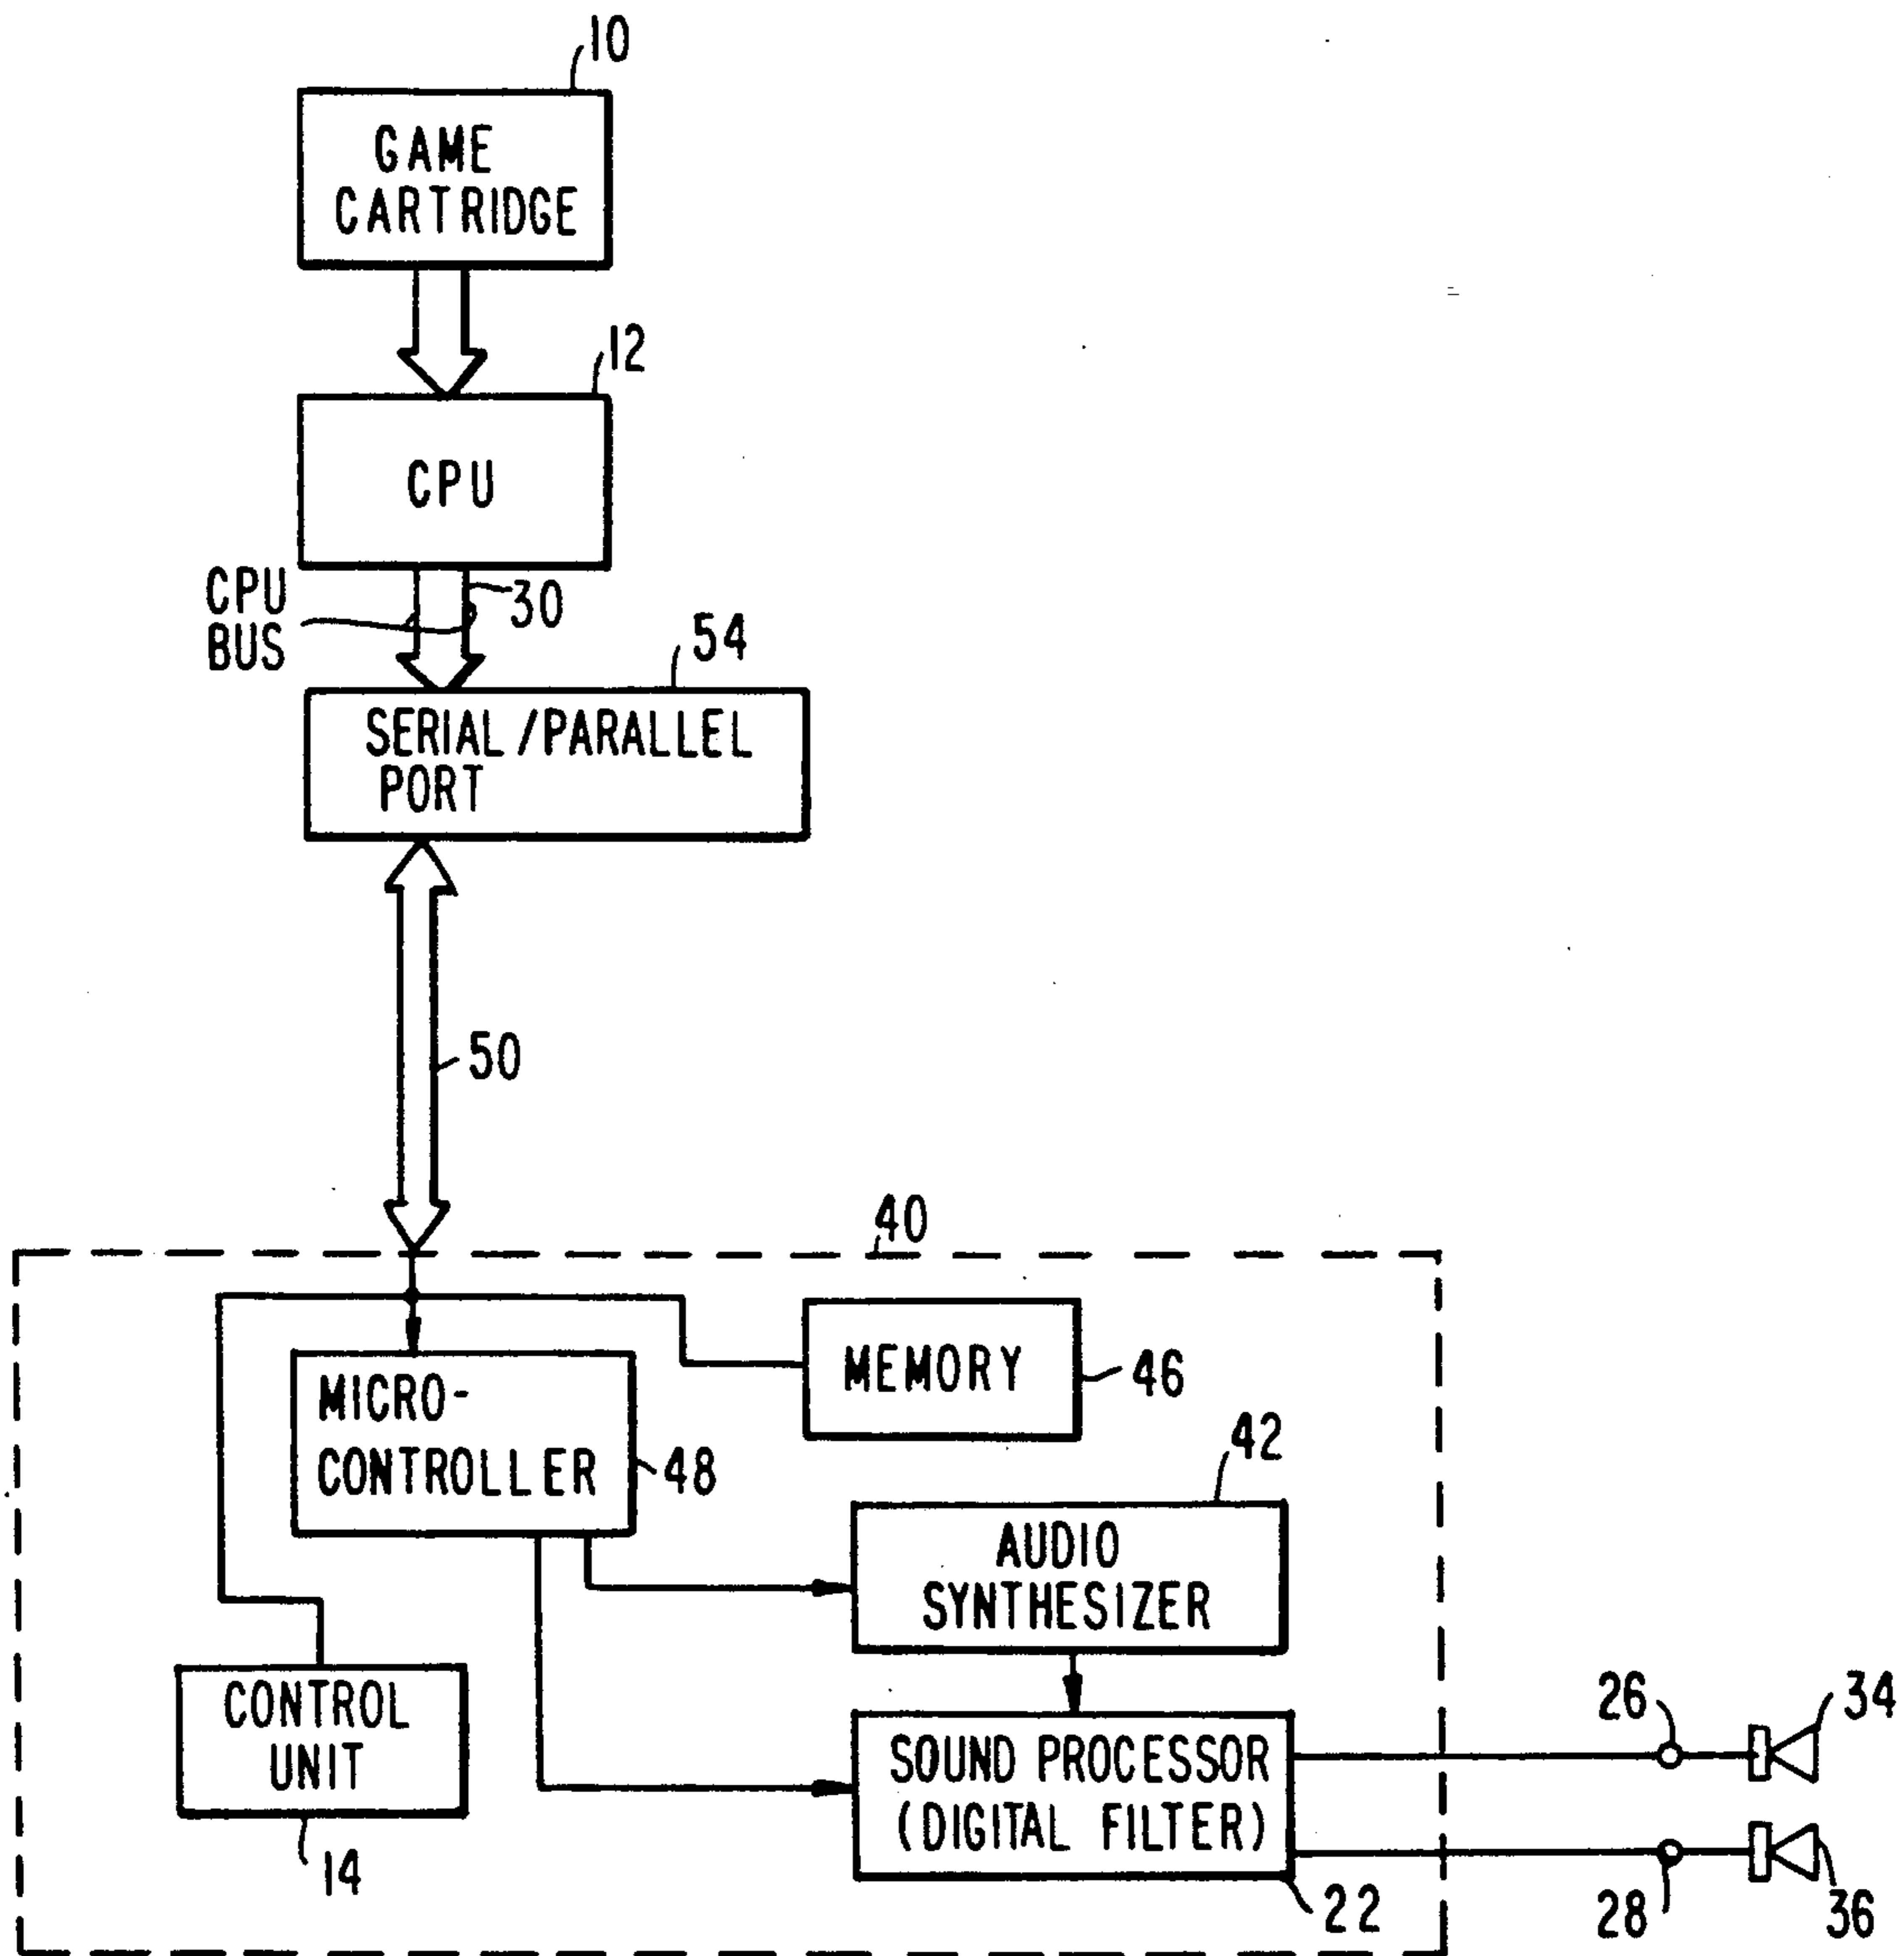 10
GAME
CARTRIDGE
12
CPU
CPU
BUS
30
54
SERIAL/PARALLEL
PORT
50
40
MEMORY
46
MICRO-
CONTROLLER
48
42
AUDIO
SYNTHESIZER
CONTROL
UNIT
14
SOUND PROCESSOR
(DIGITAL FILTER)
22
26
34
28
36